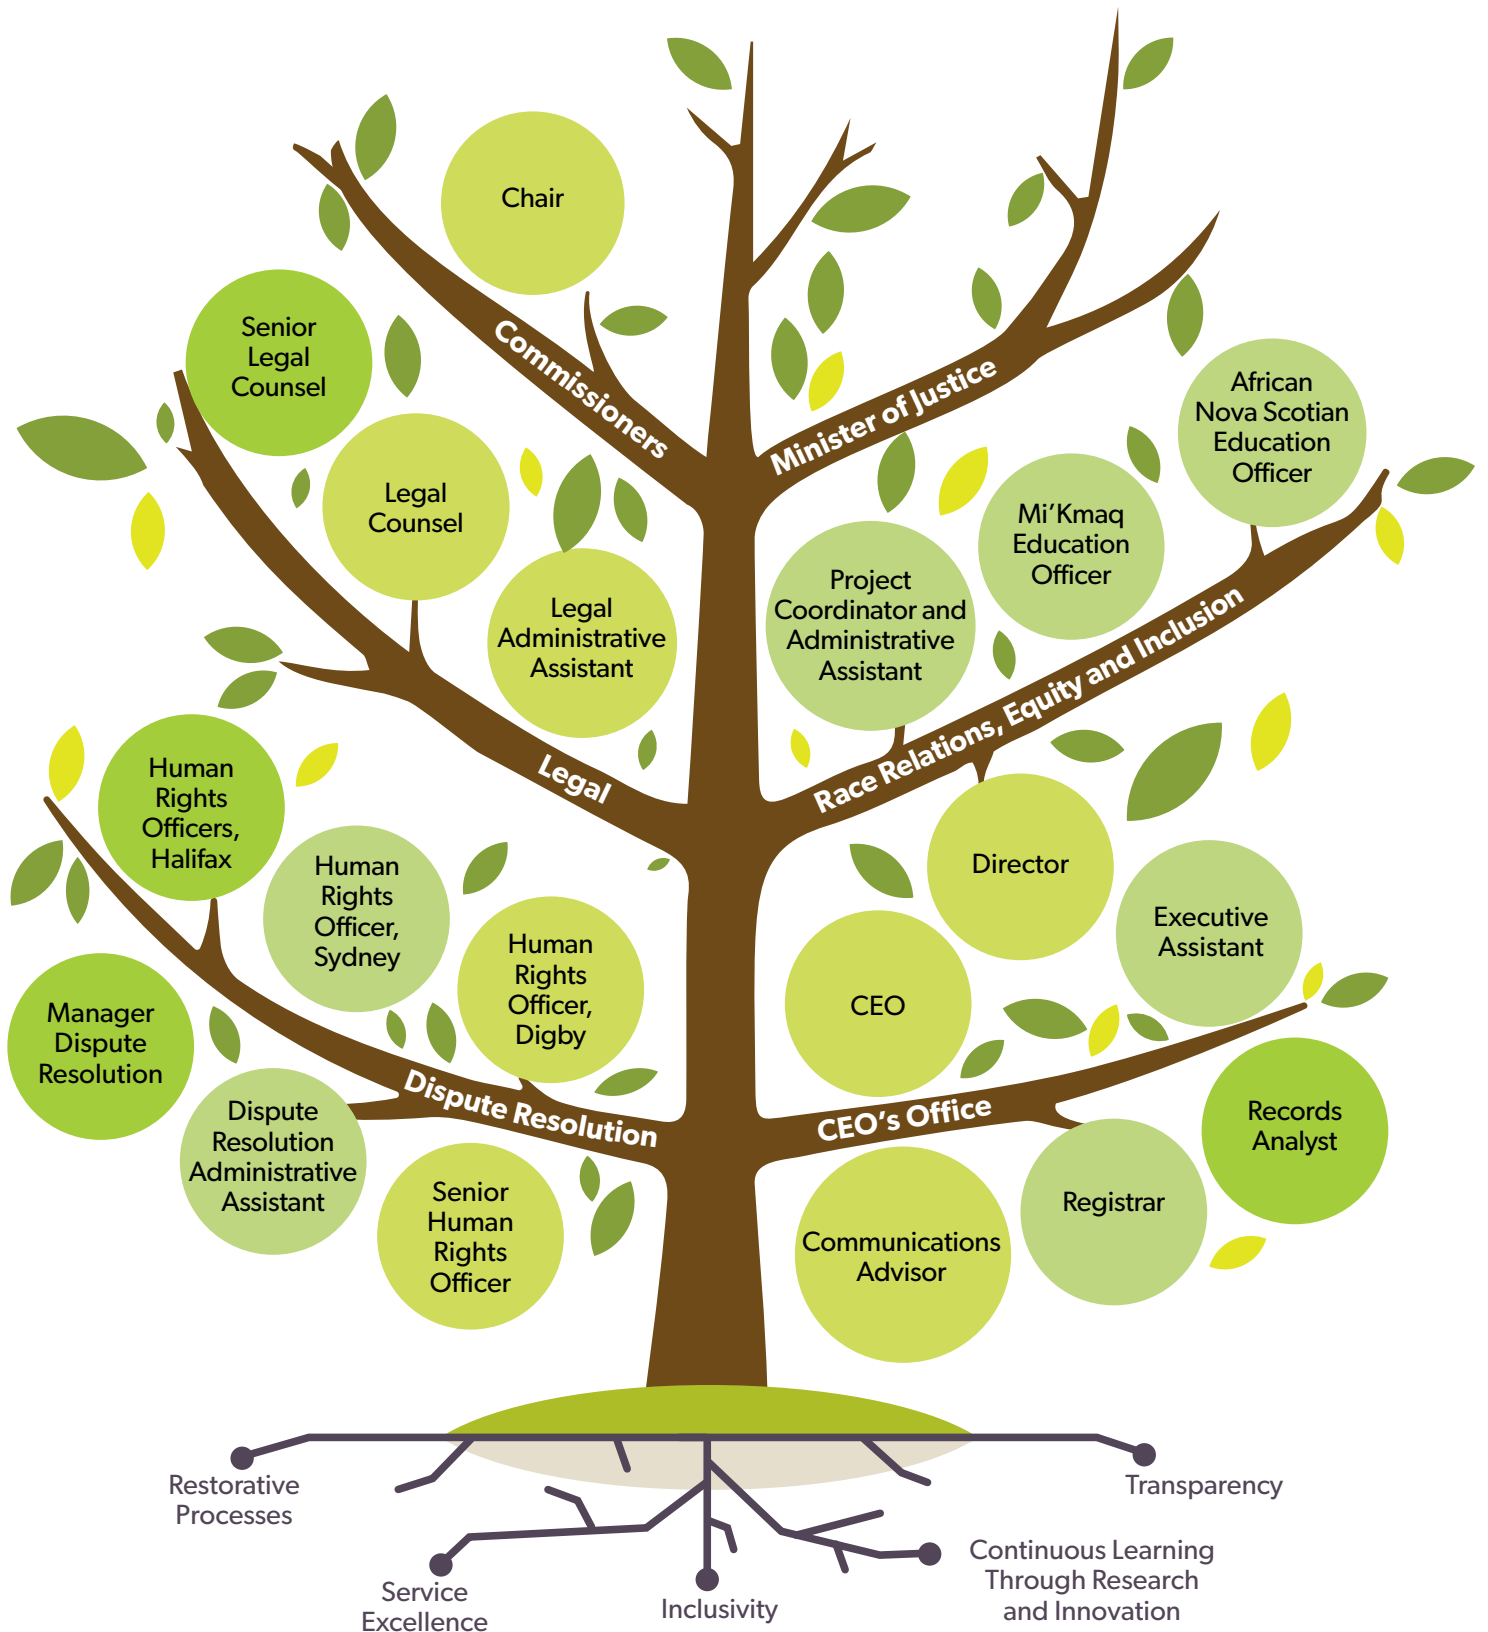 Chair
Commissioners
Minister of Justice
Senior
Legal
Counsel
Legal
Counsel
Legal
Administrative
Assistant
Legal
African
Nova Scotian
Education
Officer
Mi’Kmaq
Education
Officer
Project
Coordinator and
Administrative
Assistant
Race Relations, Equity and Inclusion
Director
Human
Rights
Officers,
Halifax
Human
Rights
Officer,
Sydney
Human
Rights
Officer,
Digby
Manager
Dispute
Resolution
Dispute
Resolution
Administrative
Assistant
Senior
Human
Rights
Officer
Dispute Resolution
Executive
Assistant
CEO
CEO’s Office
Records
Analyst
Registrar
Communications
Advisor
Restorative
Processes
Service
Excellence
Inclusivity
Continuous Learning
Through Research
and Innovation
Transparency